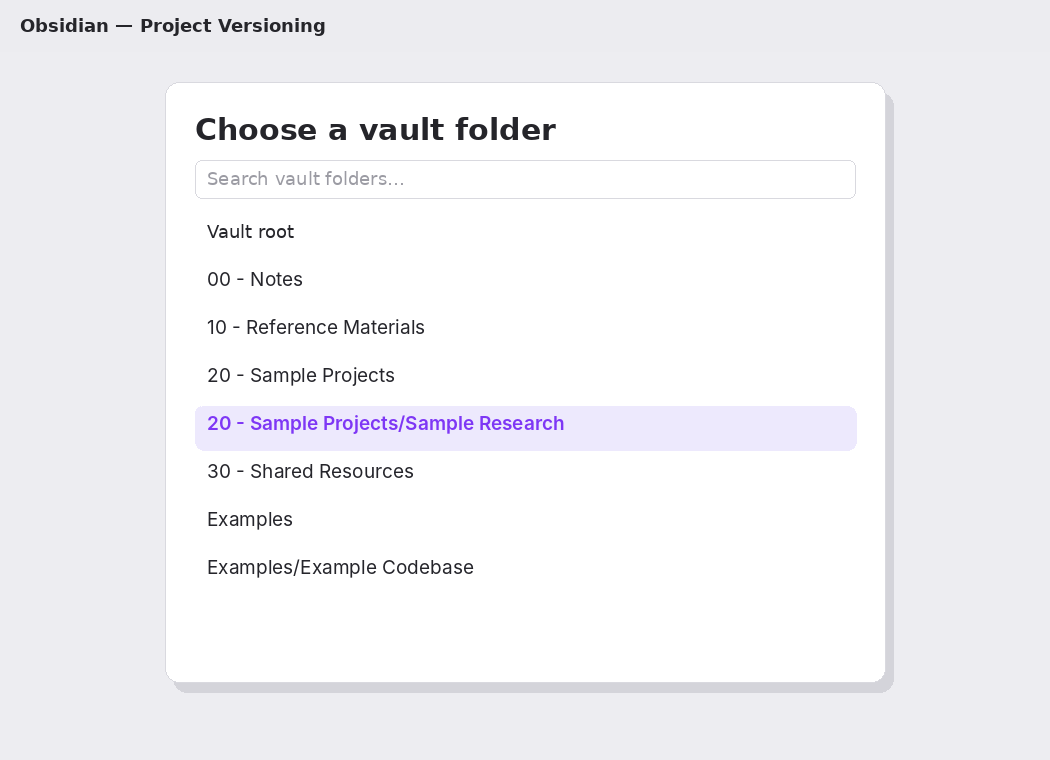 Obsidian — Project Versioning
Choose a vault folder
Search vault folders...
Vault root
00 - Notes
10 - Reference Materials
20 - Sample Projects
20 - Sample Projects/Sample Research
30 - Shared Resources
Examples
Examples/Example Codebase